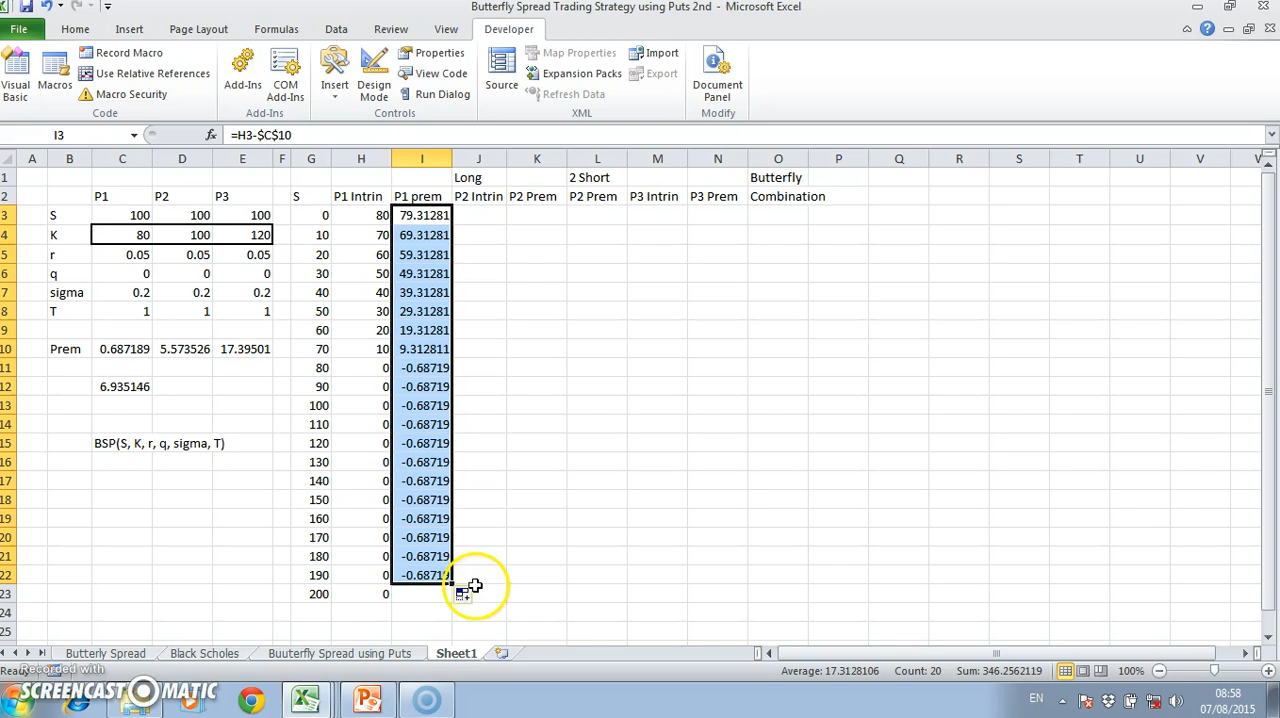 Butterfly Spread Trading Strategy using Puts 2nd - Microsoft Excel
File Home Insert Page Layout Formulas Data Review View Developer
Visual Basic Macros Record Macro Use Relative References Macro Security
Add-Ins COM Add-Ins
Insert Design Mode Properties View Code Run Dialog
Source Map Properties Expansion Packs Refresh Data Import Export
Document Panel
Code Add-Ins Controls XML Modify
I3 fx =H3-$C$10
A B C D E F G H I J K L M N O P Q R S T U V W
1 Long 2 Short Butterfly
2 P1 P2 P3 S P1 Intrin P1 prem P2 Intrin P2 Prem P2 Prem P3 Intrin P3 Prem Combination
3 S 100 100 100 0 80 79.31281
4 K 80 100 120 10 70 69.31281
5 r 0.05 0.05 0.05 20 60 59.31281
6 q 0 0 0 30 50 49.31281
7 sigma 0.2 0.2 0.2 40 40 39.31281
8 T 1 1 1 50 30 29.31281
9 60 20 19.31281
10 Prem 0.687189 5.573526 17.39501 70 10 9.312811
11 80 0 -0.68719
12 6.935146 90 0 -0.68719
13 100 0 -0.68719
14 110 0 -0.68719
15 BSP(S, K, r, q, sigma, T) 120 0 -0.68719
16 130 0 -0.68719
17 140 0 -0.68719
18 150 0 -0.68719
19 160 0 -0.68719
20 170 0 -0.68719
21 180 0 -0.68719
22 190 0 -0.68719
23 200 0
24
25
Butterfly Spread Black Scholes Buuterfly Spread using Puts Sheet1
Ready Average: 17.3128106 Count: 20 Sum: 346.2562119 100%
Recorded with
SCREENCAST-O-MATIC
EN 08:58
07/08/2015